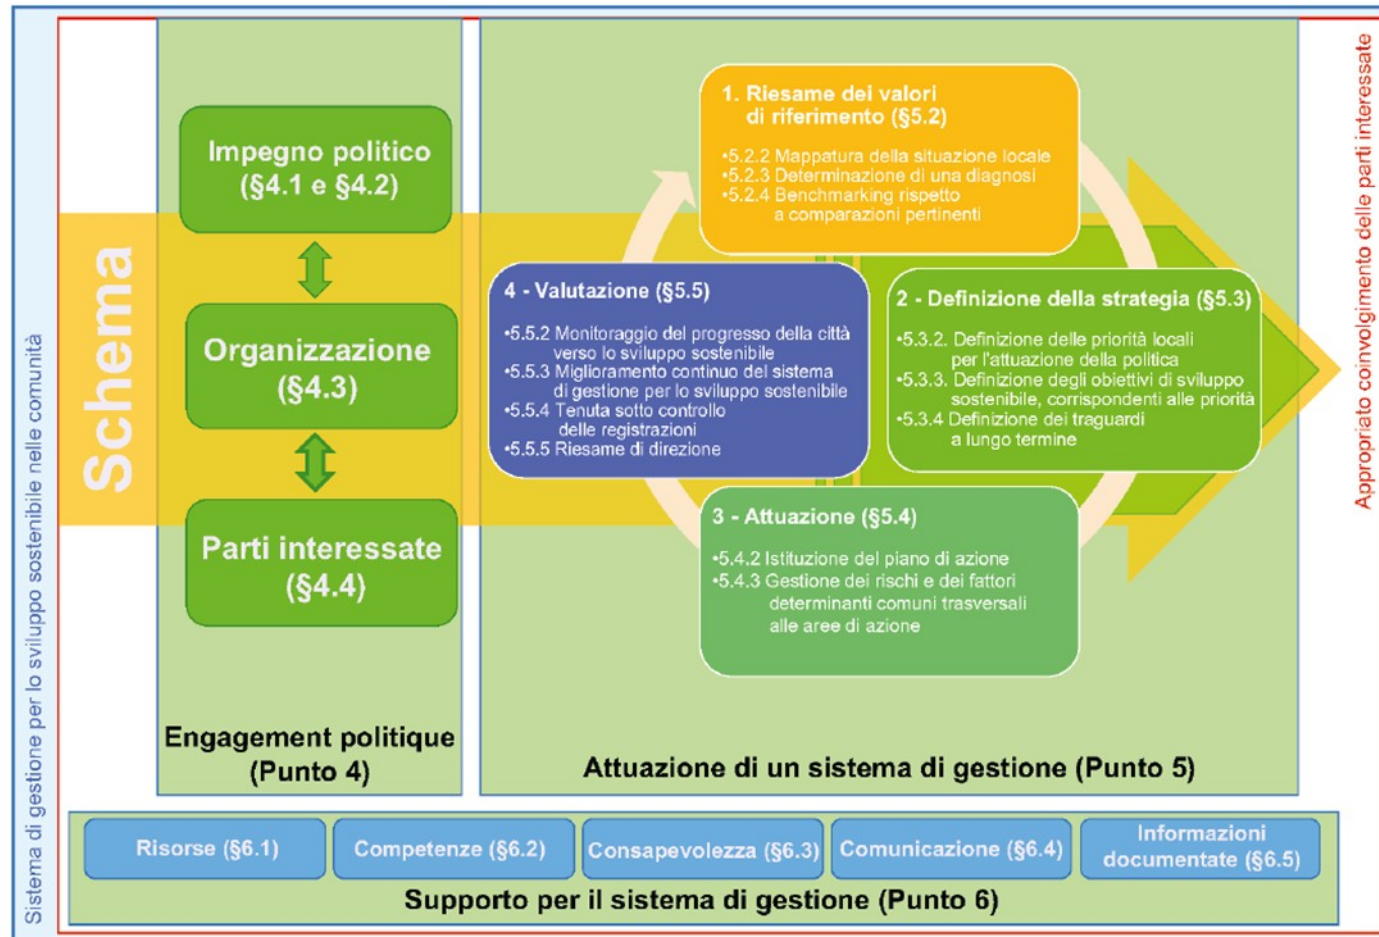 Sistema di gestione per lo sviluppo sostenibile nelle comunità
Schema
Impegno politico
(§4.1 e §4.2)
Organizzazione
(§4.3)
Parti interessate
(§4.4)
Engagement politique
(Punto 4)
1. Riesame dei valori
di riferimento (§5.2)
•5.2.2 Mappatura della situazione locale
•5.2.3 Determinazione di una diagnosi
•5.2.4 Benchmarking rispetto
a comparazioni pertinenti
2 - Definizione della strategia (§5.3)
•5.3.2. Definizione delle priorità locali
per l'attuazione della politica
•5.3.3. Definizione degli obiettivi di sviluppo
sostenibile, corrispondenti alle priorità
•5.3.4 Definizione dei traguardi
a lungo termine
3 - Attuazione (§5.4)
•5.4.2 Istituzione del piano di azione
•5.4.3 Gestione dei rischi e dei fattori
determinanti comuni trasversali
alle aree di azione
4 - Valutazione (§5.5)
•5.5.2 Monitoraggio del progresso della città
verso lo sviluppo sostenibile
•5.5.3 Miglioramento continuo del sistema
di gestione per lo sviluppo sostenibile
•5.5.4 Tenuta sotto controllo
delle registrazioni
•5.5.5 Riesame di direzione
Attuazione di un sistema di gestione (Punto 5)
Appropriato coinvolgimento delle parti interessate
Risorse (§6.1)
Competenze (§6.2)
Consapevolezza (§6.3)
Comunicazione (§6.4)
Informazioni
documentate (§6.5)
Supporto per il sistema di gestione (Punto 6)